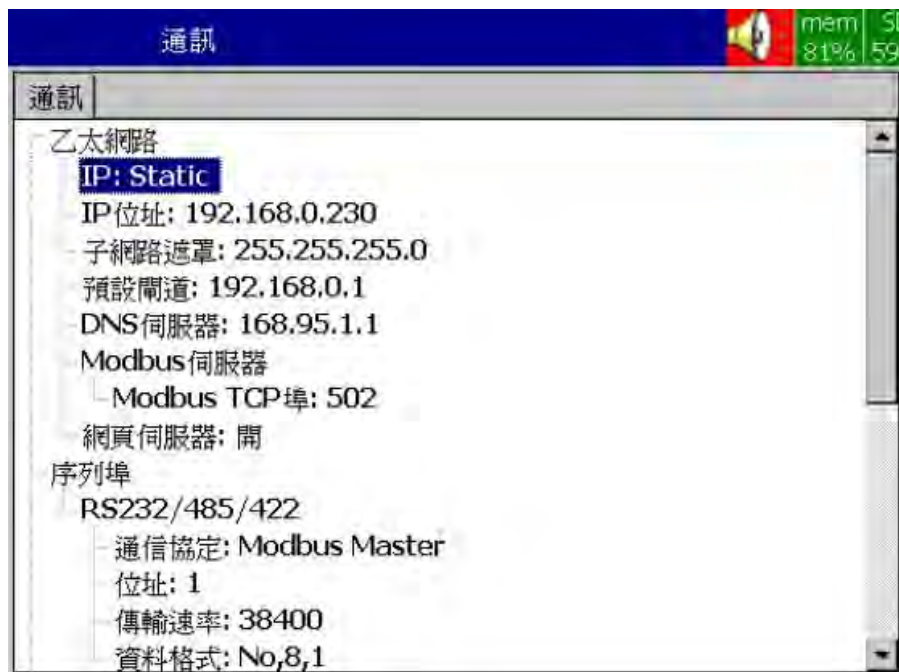 通訊
mem
81%
59
通訊
乙太網路
IP: Static
IP位址: 192.168.0.230
子網路遮罩: 255.255.255.0
預設閘道: 192.168.0.1
DNS伺服器: 168.95.1.1
Modbus伺服器
Modbus TCP埠: 502
網頁伺服器: 開
序列埠
RS232/485/422
通信協定: Modbus Master
位址: 1
傳輸速率: 38400
資料格式: No,8,1